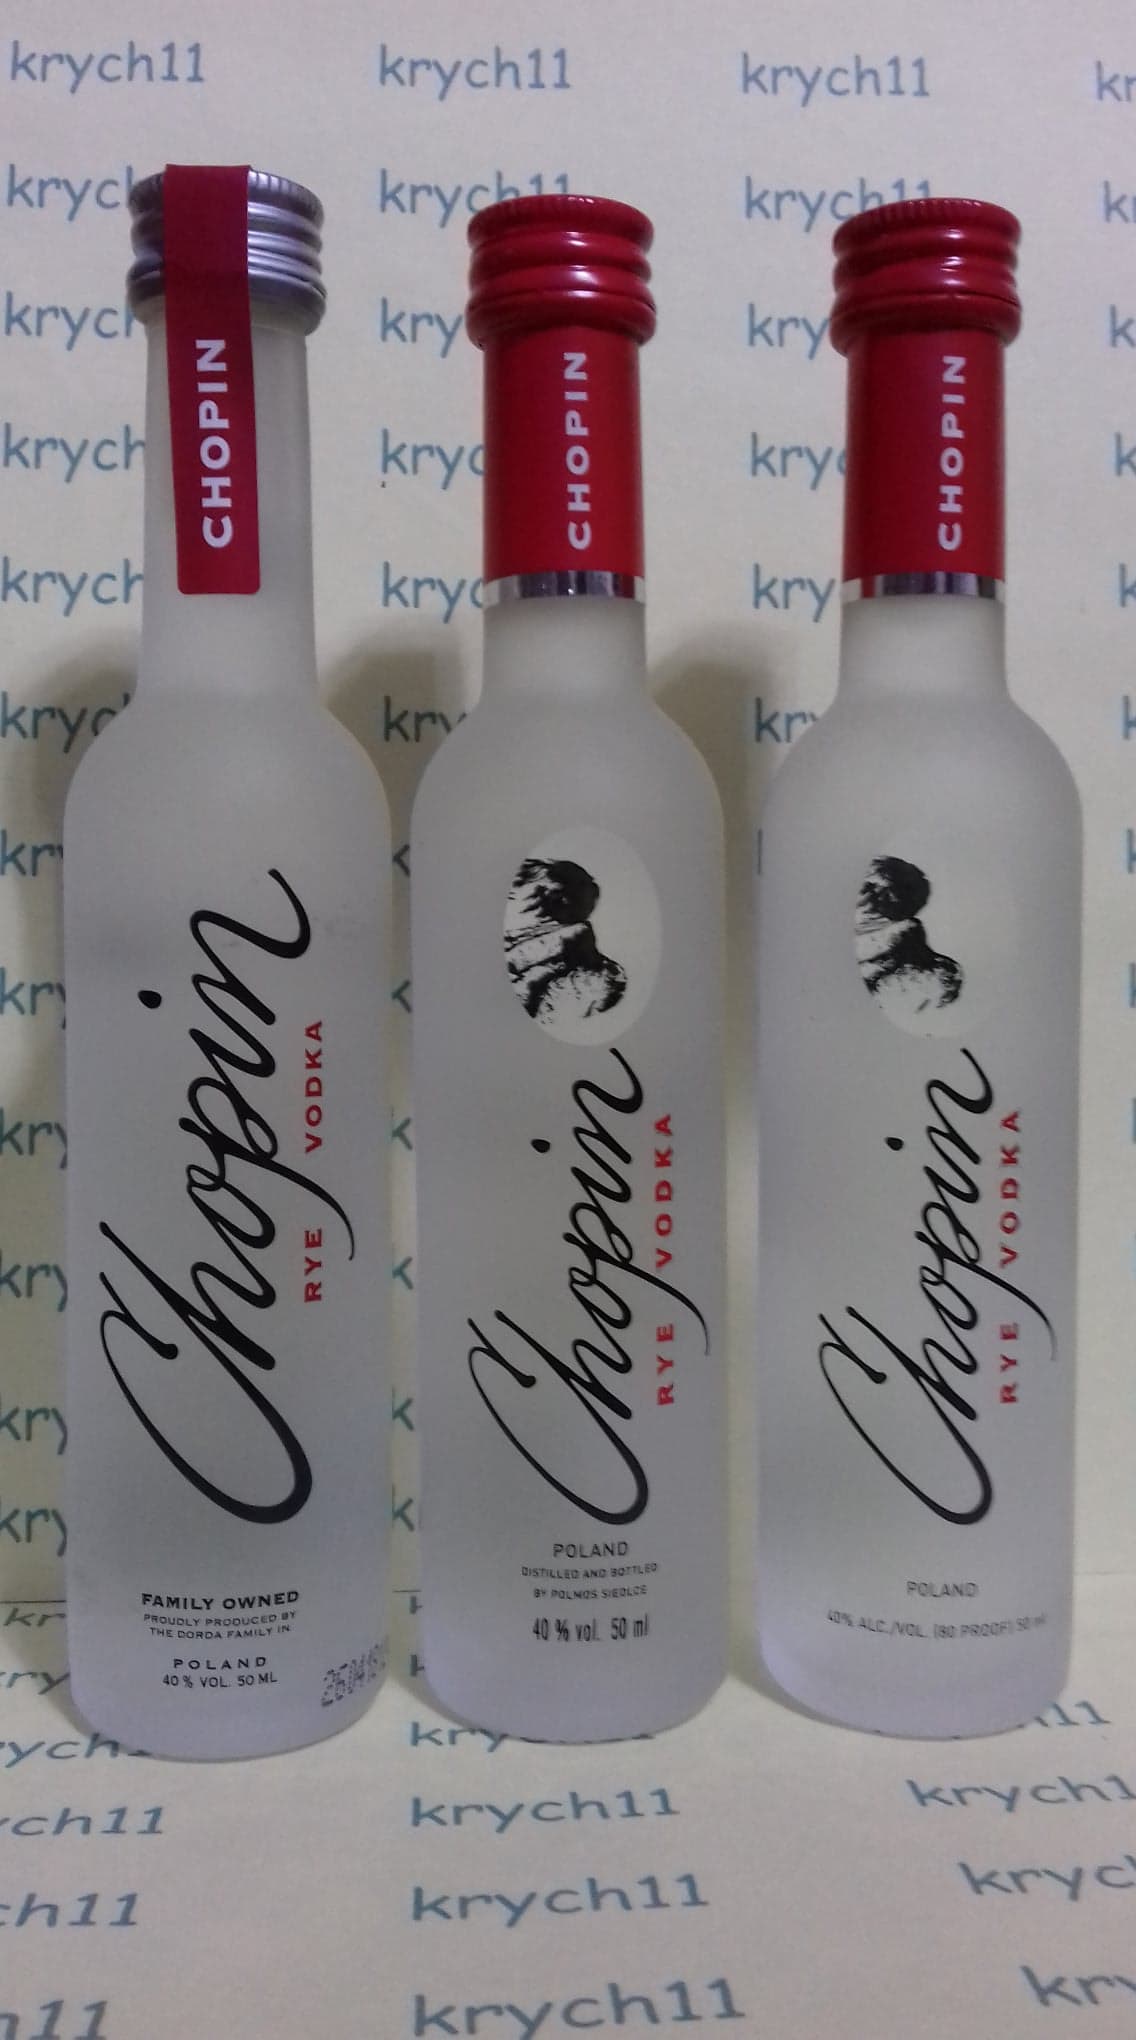 krych11 krych11 krych11
CHOPIN
Chopin
RYE VODKA
FAMILY OWNED
PROUDLY PRODUCED BY
THE DORDA FAMILY IN
POLAND
40 % VOL. 50 ML
CHOPIN
Chopin
RYE VODKA
POLAND
DISTILLED AND BOTTLED
BY POLMOS SIEDLCE
40 % vol. 50 ml
CHOPIN
Chopin
RYE VODKA
POLAND
40% ALC./VOL. (80 PROOF) 50 ml
krych11
krych11
krych11